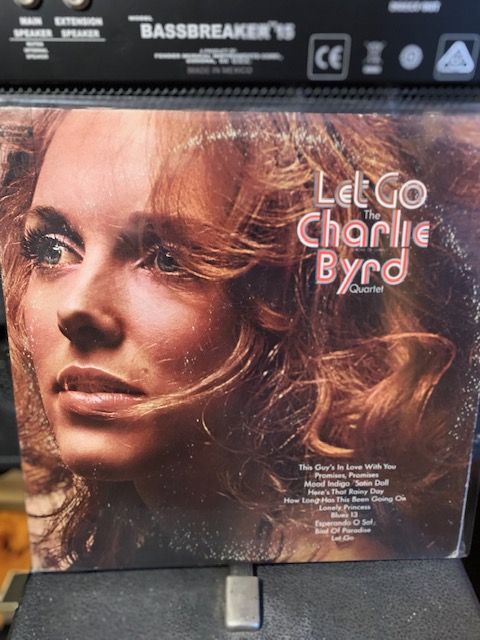 MAIN SPEAKER
EXTENSION SPEAKER
MODEL
BASSBREAKER 15
MADE IN MEXICO
CE
Let Go
The
Charlie
Byrd
Quartet
This Guy's In Love With You
Promises, Promises
Mood Indigo Satin Doll
Here's That Rainy Day
How Long Has This Been Going On
Lonely Princess
Blues 13
Esperando O Sol
Bird Of Paradise
Let Go